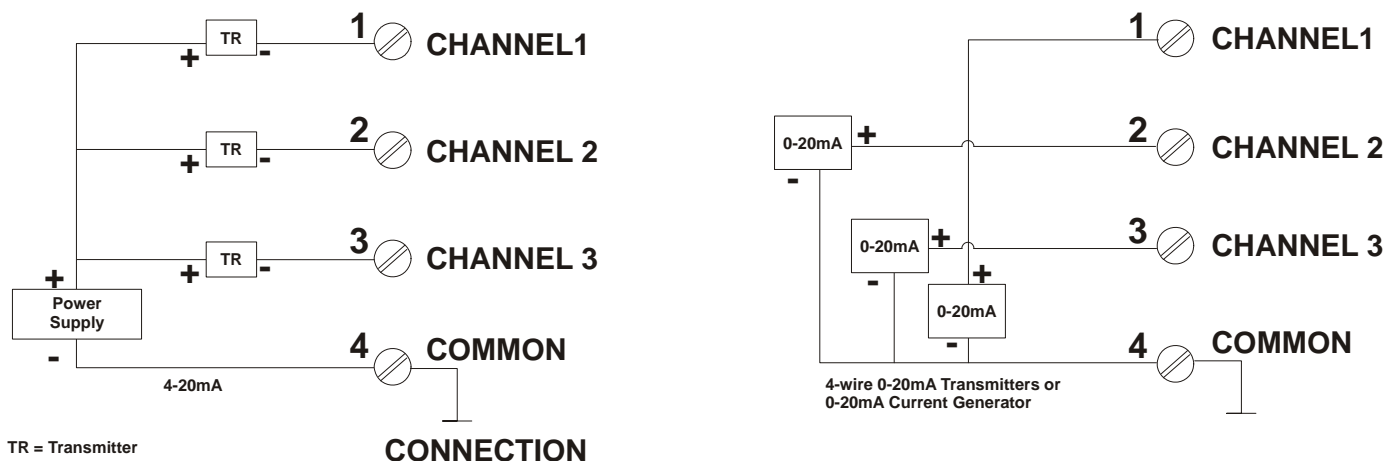 TR
+ -
1
CHANNEL1
TR
+ -
2
CHANNEL 2
TR
+ -
3
CHANNEL 3
+
Power
Supply
-
4
COMMON
4-20mA
TR = Transmitter
CONNECTION
1
CHANNEL1
0-20mA
+
-
2
CHANNEL 2
0-20mA
+
-
3
CHANNEL 3
+
0-20mA
-
4
COMMON
4-wire 0-20mA Transmitters or
0-20mA Current Generator